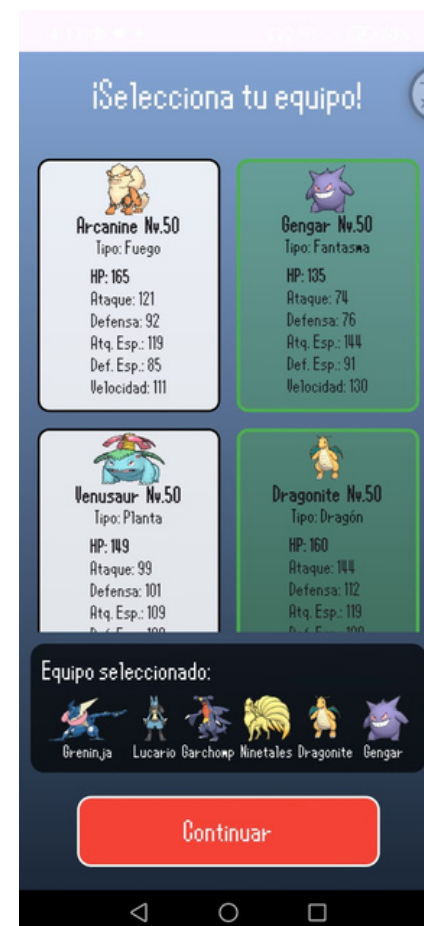 ¡Selecciona tu equipo!
Arcanine Nv.50
Tipo: Fuego
HP: 165
Ataque: 121
Defensa: 92
Atq. Esp.: 119
Def. Esp.: 85
Velocidad: 111
Gengar Nv.50
Tipo: Fantasma
HP: 135
Ataque: 74
Defensa: 76
Atq. Esp.: 144
Def. Esp.: 91
Velocidad: 130
Venusaur Nv.50
Tipo: Planta
HP: 149
Ataque: 99
Defensa: 101
Atq. Esp.: 109
Dragonite Nv.50
Tipo: Dragón
HP: 160
Ataque: 144
Defensa: 112
Atq. Esp.: 119
Equipo seleccionado:
Greninja Lucario Garchomp Ninetales Dragonite Gengar
Continuar